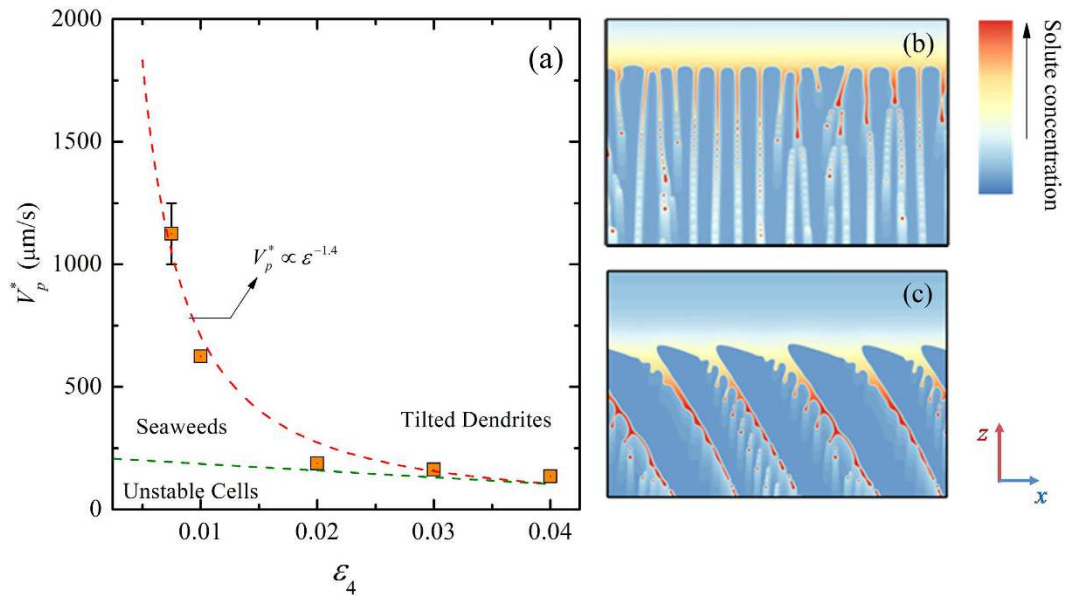 2000
1500
1000
500
0
V*p (μm/s)
(a)
V*p ∝ ε^−1.4
Seaweeds
Tilted Dendrites
Unstable Cells
0.01 0.02 0.03 0.04
ε4
(b)
(c)
Solute concentration
z
x